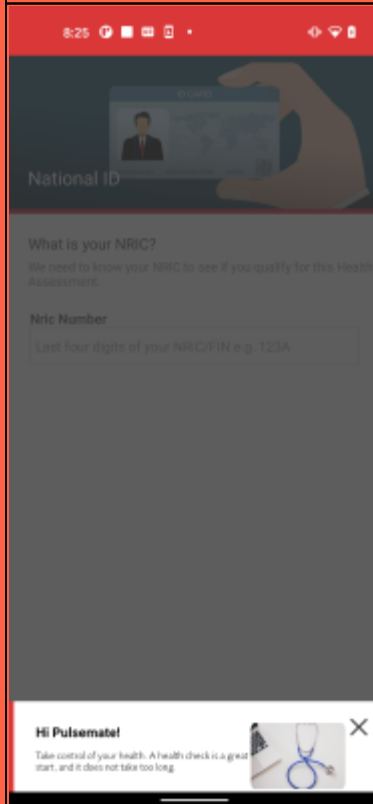 8:25
ID CARD
National ID
What is your NRIC?
We need to know your NRIC to see if you qualify for this Health
Assessment.
Nric Number
Last four digits of your NRIC/FIN e.g. 123A
Hi Pulsemate!
Take control of your health. A health check is a great
start, and it does not take too long.